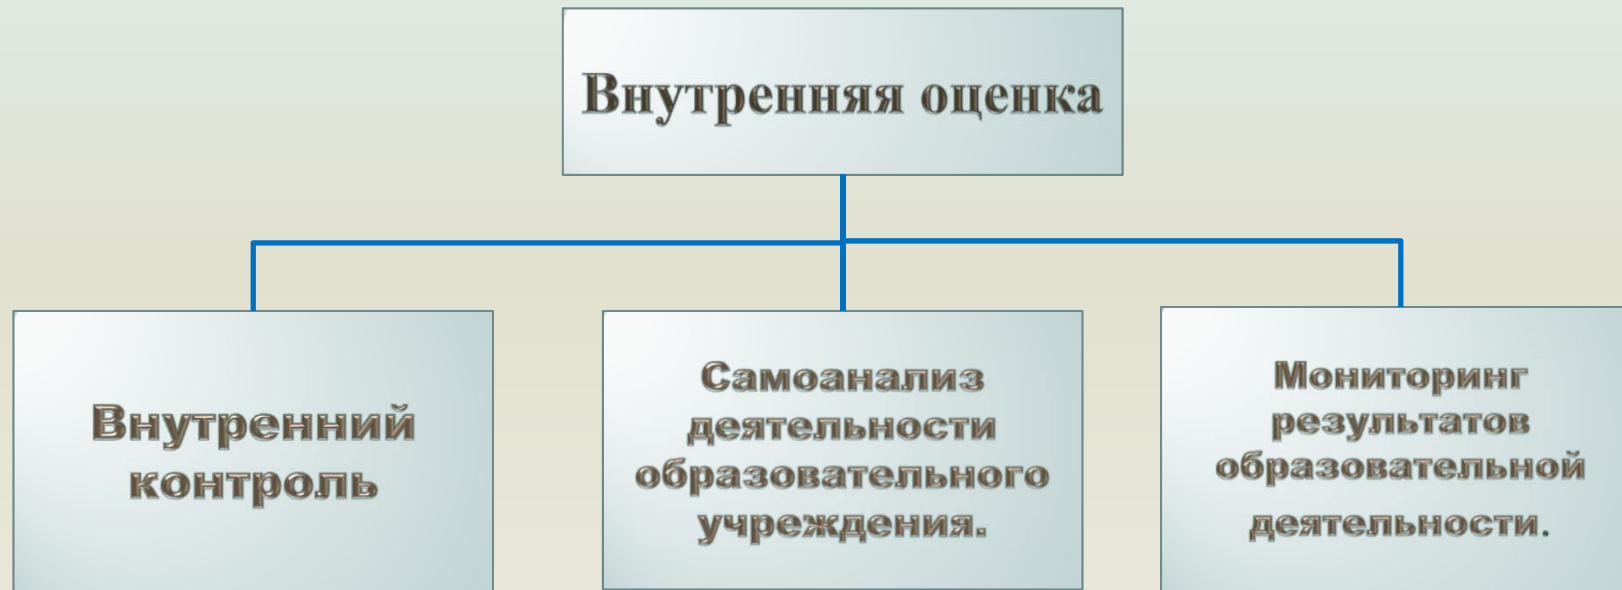 Внутренняя оценка
Внутренний
контроль
Самоанализ
деятельности
образовательного
учреждения.
Мониторинг
результатов
образовательной
деятельности.